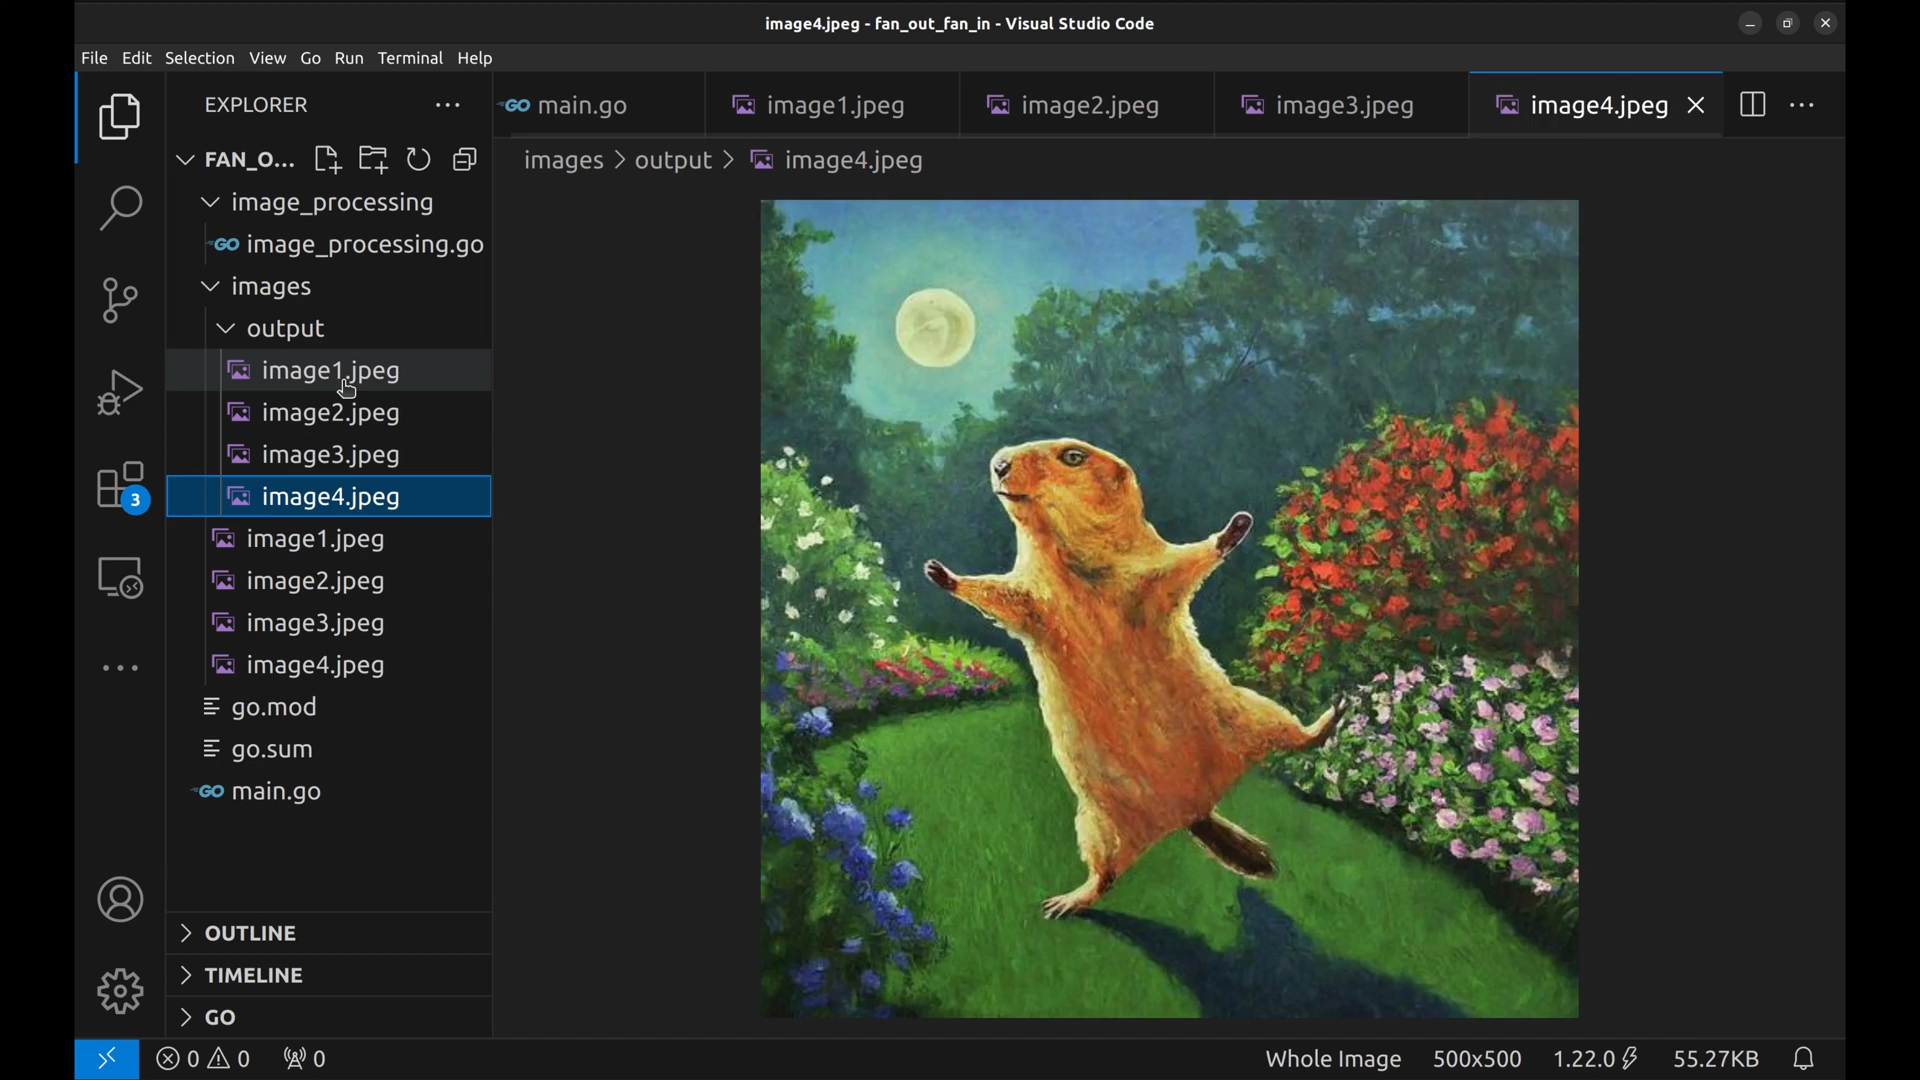 image4.jpeg - fan_out_fan_in - Visual Studio Code
File Edit Selection View Go Run Terminal Help
EXPLORER
GO main.go image1.jpeg image2.jpeg image3.jpeg image4.jpeg
FAN_O...
images > output > image4.jpeg
image_processing
GO image_processing.go
images
output
image1.jpeg
image2.jpeg
image3.jpeg
image4.jpeg
3
image1.jpeg
image2.jpeg
image3.jpeg
image4.jpeg
go.mod
go.sum
GO main.go
OUTLINE
TIMELINE
GO
0 0 0 Whole Image 500x500 1.22.0 55.27KB